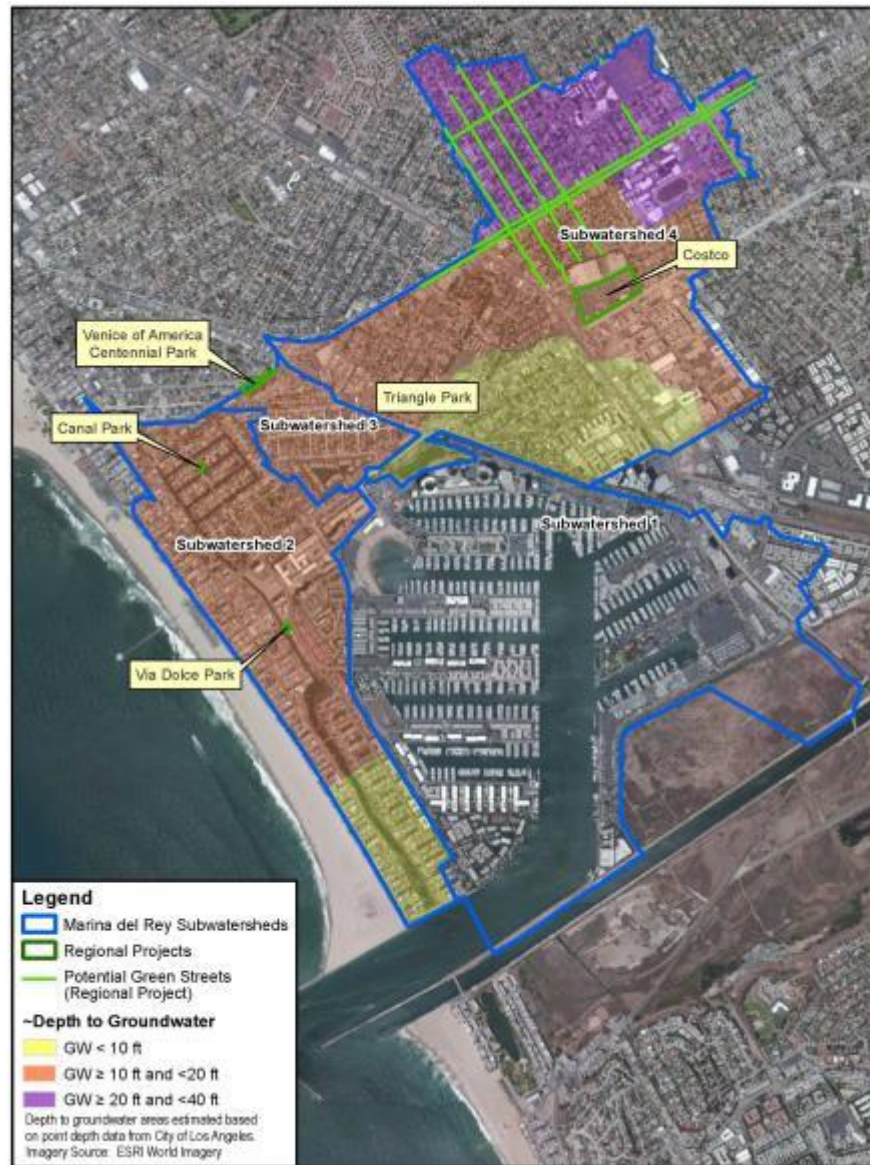 Subwatershed 4
Costco
Venice of America
Centennial Park
Triangle Park
Canal Park
Subwatershed 3
Subwatershed 1
Subwatershed 2
Via Dolce Park
Legend
Marina del Rey Subwatersheds
Regional Projects
Potential Green Streets
(Regional Project)
~Depth to Groundwater
GW < 10 ft
GW ≥ 10 ft and <20 ft
GW ≥ 20 ft and <40 ft
Depth to groundwater areas estimated based
on point depth data from City of Los Angeles.
Imagery Source: ESRI World Imagery